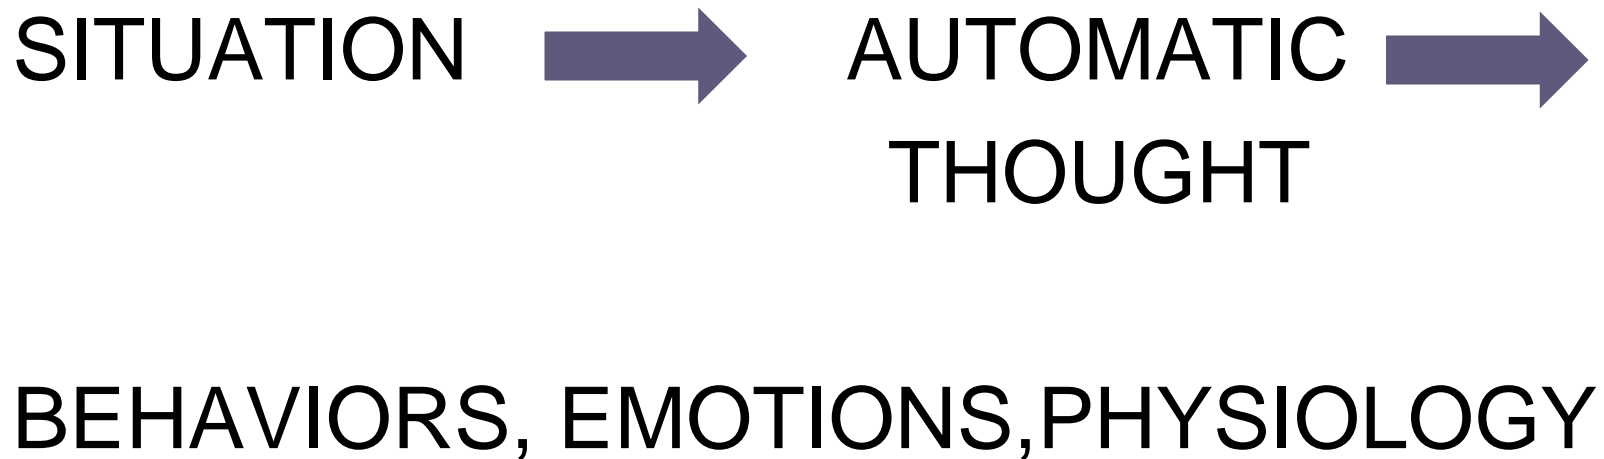 SITUATION AUTOMATIC
THOUGHT
BEHAVIORS, EMOTIONS,PHYSIOLOGY